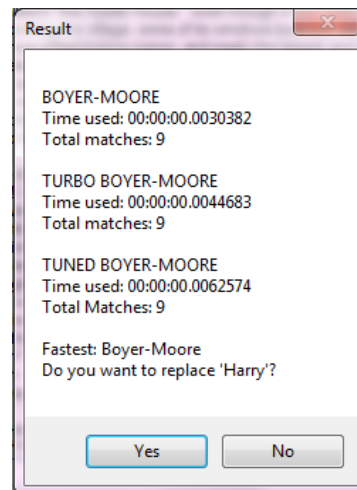 Result
BOYER-MOORE
Time used: 00:00:00.0030382
Total matches: 9
TURBO BOYER-MOORE
Time used: 00:00:00.0044683
Total matches: 9
TUNED BOYER-MOORE
Time used: 00:00:00.0062574
Total Matches: 9
Fastest: Boyer-Moore
Do you want to replace 'Harry'?
Yes
No